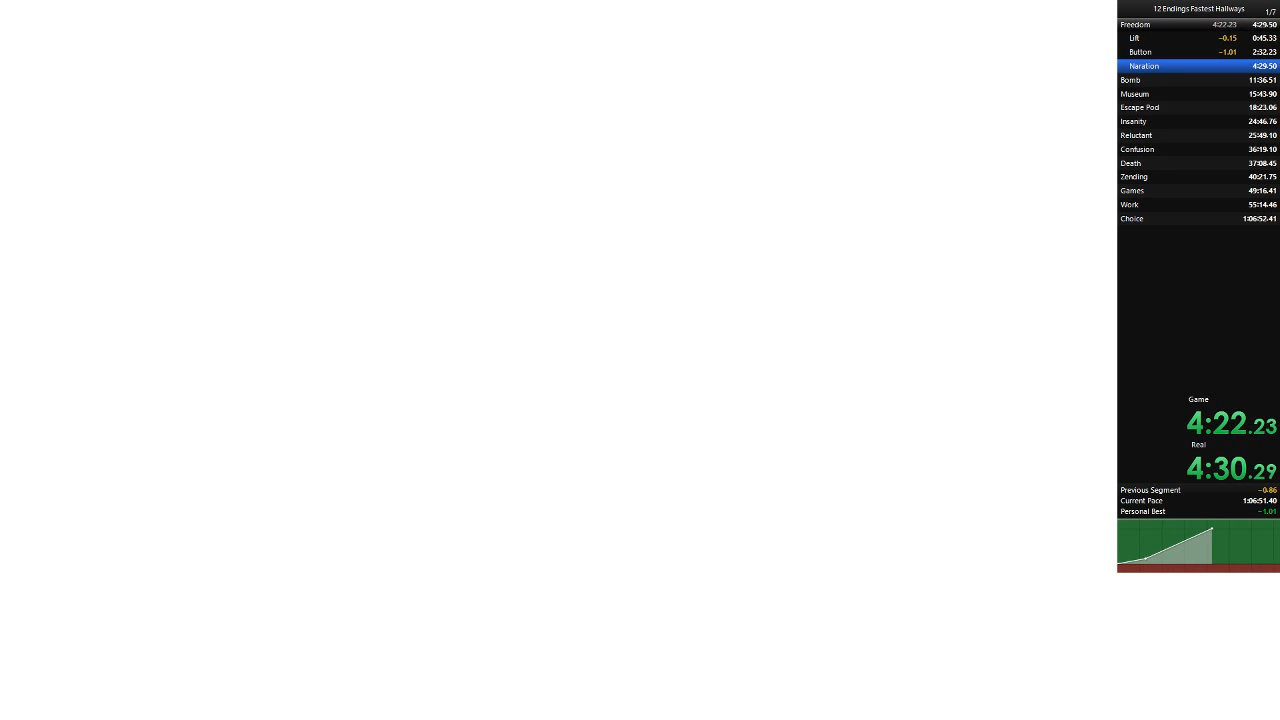 12 Endings Fastest Hallways
1/7
Freedom 4:22.23 4:29.50
Lift −0.15 0:45.33
Button −1.01 2:32.23
Naration 4:29.50
Bomb 11:36.51
Museum 15:43.90
Escape Pod 18:23.06
Insanity 24:46.76
Reluctant 25:49.10
Confusion 36:19.10
Death 37:08.45
Zending 40:21.75
Games 49:16.41
Work 55:14.46
Choice 1:06:52.41
Game
4:22.23
Real
4:30.29
Previous Segment −0.86
Current Pace 1:06:51.40
Personal Best −1.01